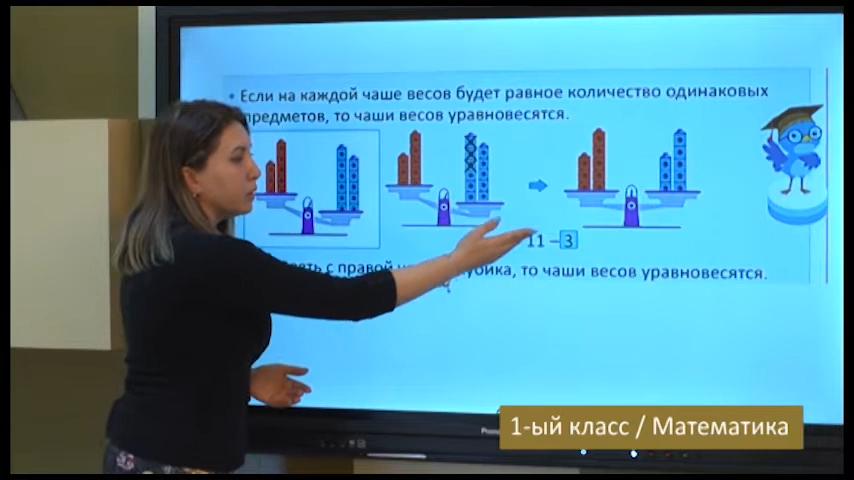 • Если на каждой чаше весов будет равное количество одинаковых
предметов, то чаши весов уравновесятся.
11 – 3
с правой кубика, то чаши весов уравновесятся.
1-ый класс / Математика